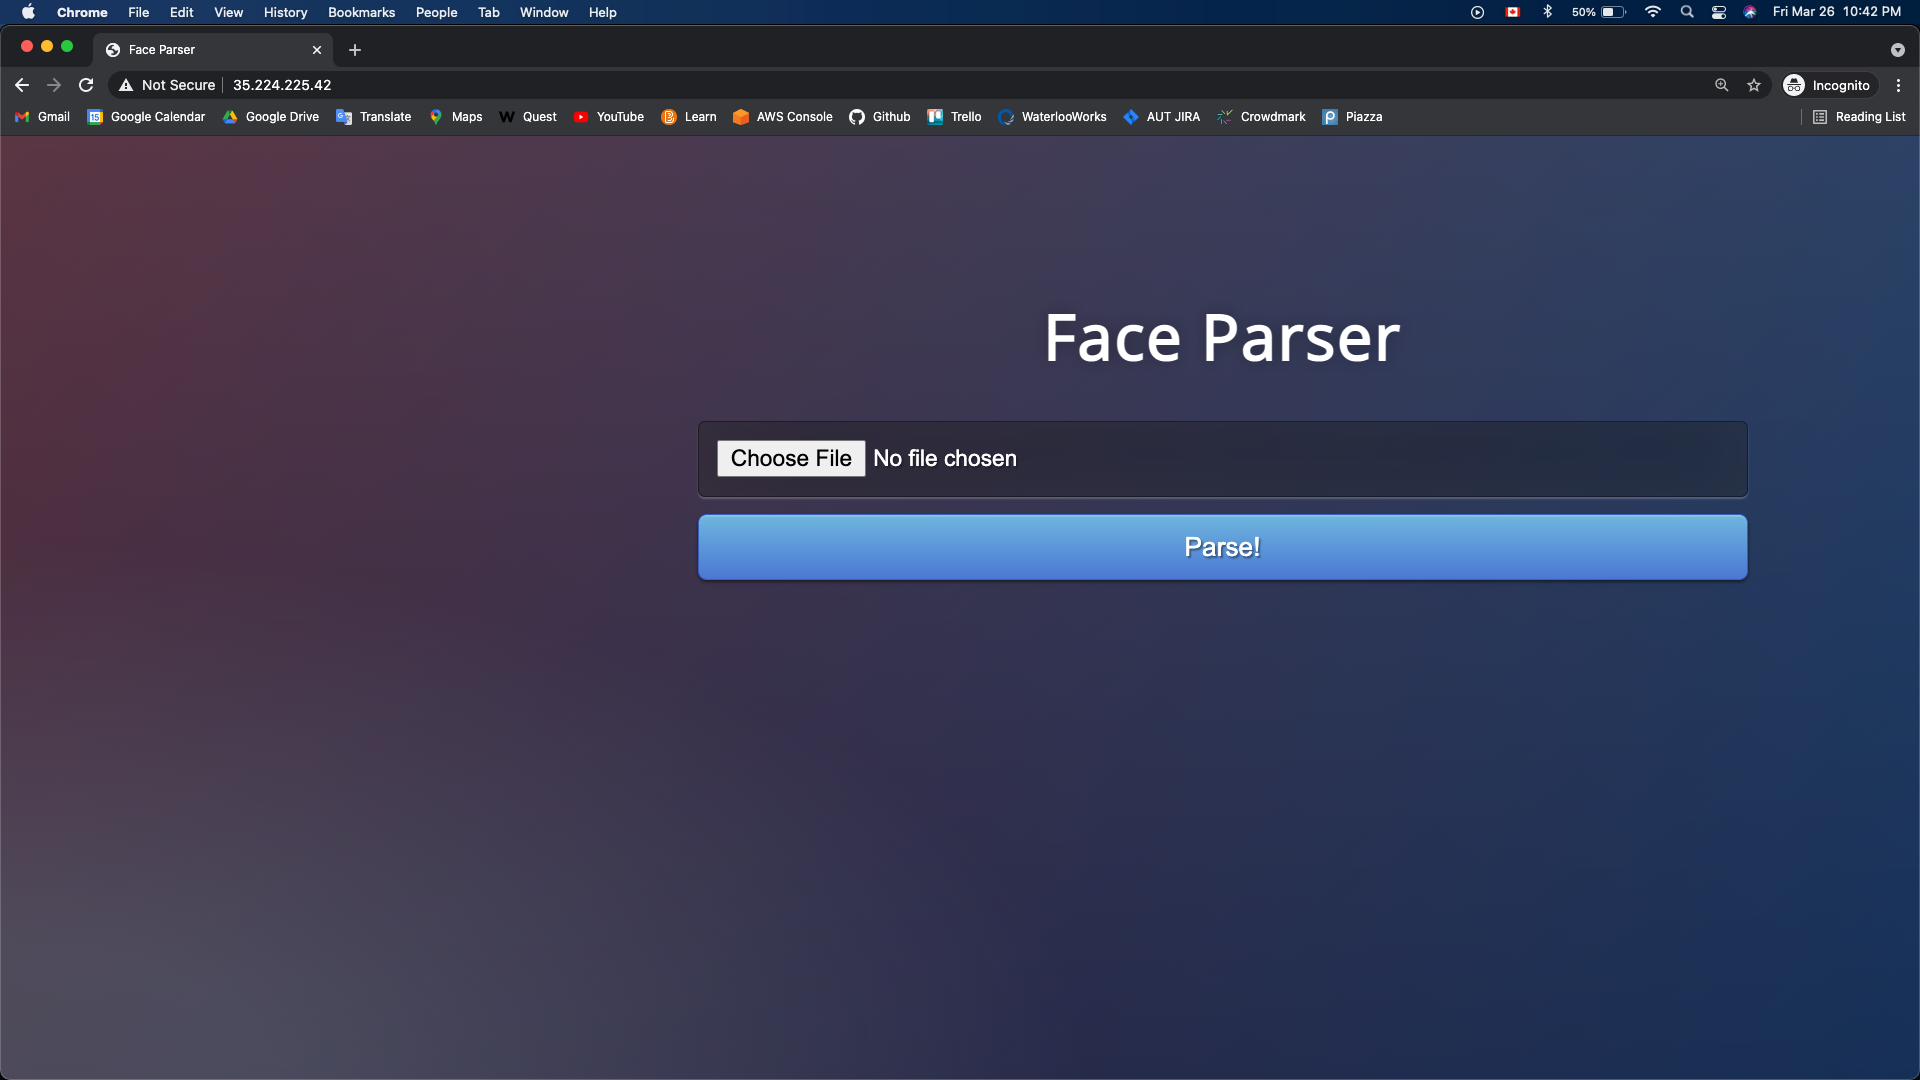 Chrome File Edit View History Bookmarks People Tab Window Help 50% Fri Mar 26 10:42 PM
Face Parser
Not Secure 35.224.225.42 Incognito
Gmail 15 Google Calendar Google Drive Translate Maps W Quest YouTube Learn AWS Console Github Trello WaterlooWorks AUT JIRA Crowdmark Piazza Reading List
Face Parser
Choose File No file chosen
Parse!